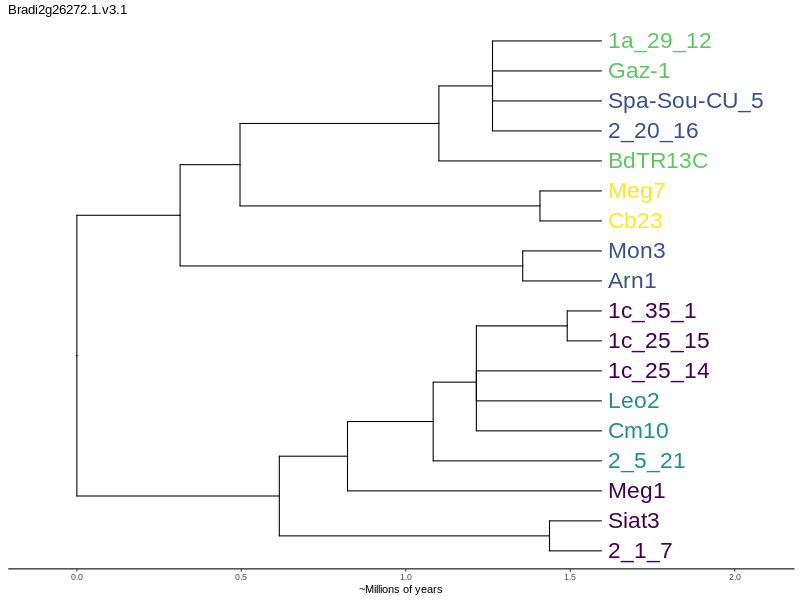 Bradi2g26272.1.v3.1
1a_29_12
Gaz-1
Spa-Sou-CU_5
2_20_16
BdTR13C
Meg7
Cb23
Mon3
Arn1
1c_35_1
1c_25_15
1c_25_14
Leo2
Cm10
2_5_21
Meg1
Siat3
2_1_7
0.0 0.5 1.0 1.5 2.0
~Millions of years